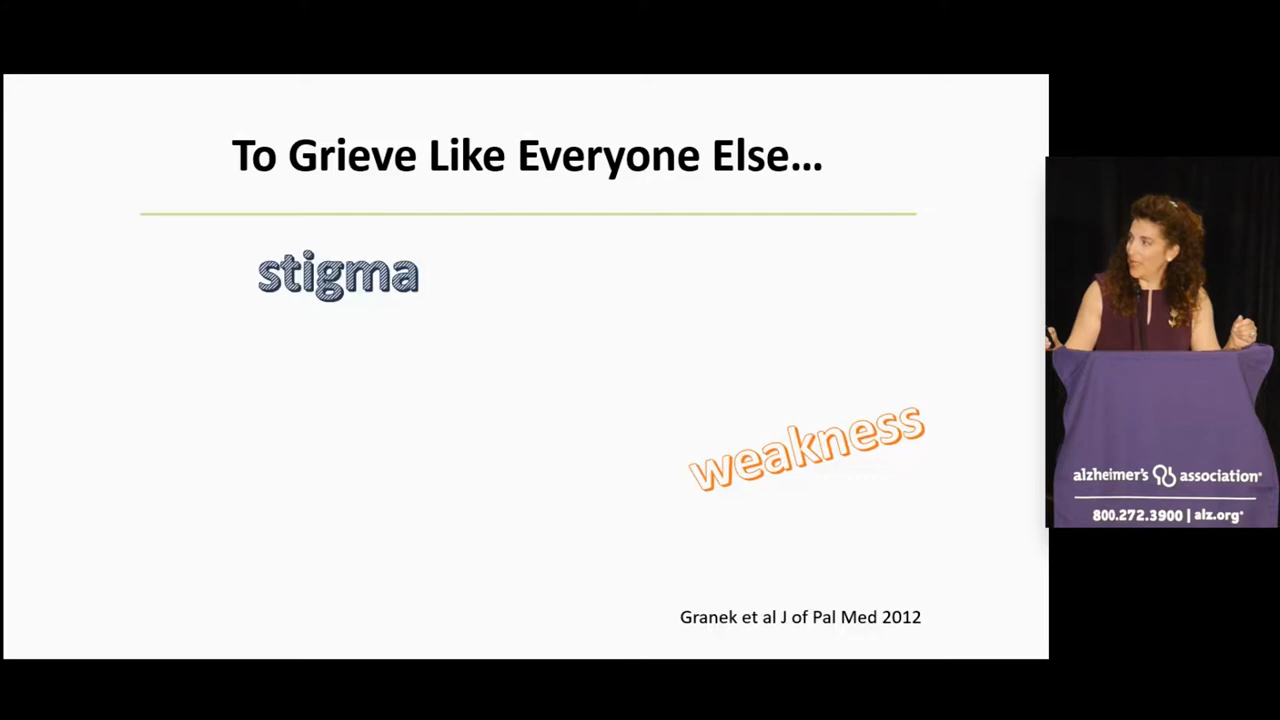 To Grieve Like Everyone Else...
stigma
weakness
Granek et al J of Pal Med 2012
alzheimer's association®
800.272.3900 | alz.org®